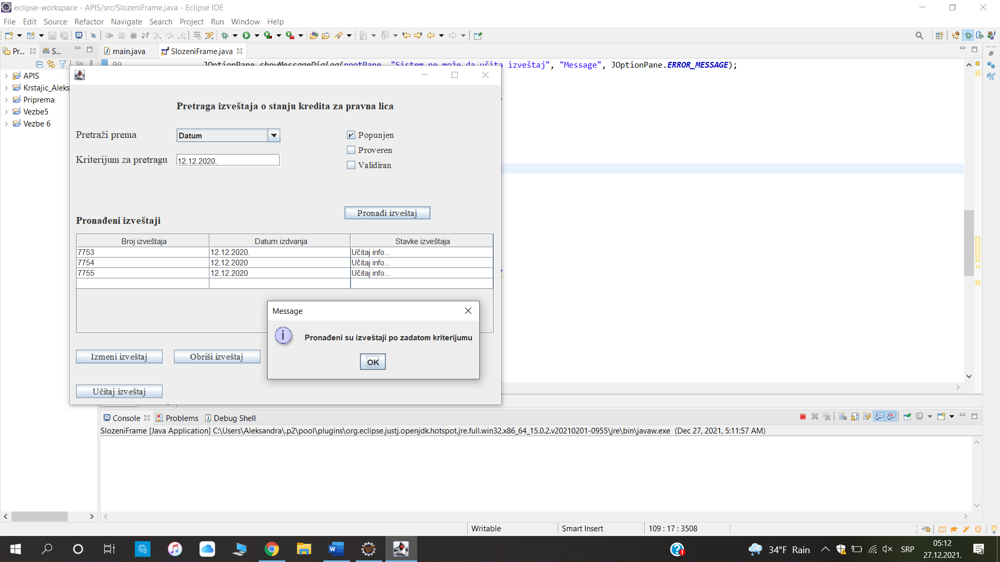 eclipse-workspace - APIS/src/SlozeniFrame.java - Eclipse IDE
File Edit Source Refactor Navigate Search Project Run Window Help
Pr... S... main.java SlozeniFrame.java
99 JOptionPane.showMessageDialog(rootPane, "Sistem ne može da učita izveštaj", "Message", JOptionPane.ERROR_MESSAGE);
APIS
Krstajic_Aleks
Priprema
Vezbe5
Vezbe 6
Pretraga izveštaja o stanju kredita za pravna lica
Pretraži prema Datum Popunjen
Proveren
Kriterijum za pretragu 12.12.2020.
Validiran
Pronađi izveštaj
Pronađeni izveštaji
Broj izveštaja Datum izdvanja Stavke izveštaja
7753 12.12.2020. Učitaj info...
7754 12.12.2020 Učitaj info...
7755 12.12.2020 Učitaj info...
Message
Pronađeni su izveštaji po zadatom kriterijumu
OK
Izmeni izveštaj Obriši izveštaj
Učitaj izveštaj
Console Problems Debug Shell
SlozeniFrame [Java Application] C:\Users\Aleksandra\.p2\pool\plugins\org.eclipse.justj.openjdk.hotspot.jre.full.win32.x86_64_15.0.2.v20210201-0955\jre\bin\javaw.exe (Dec 27, 2021, 5:11:57 AM)
Writable Smart Insert 109 : 17 : 3508
34°F Rain SRP 05:12
27.12.2021.